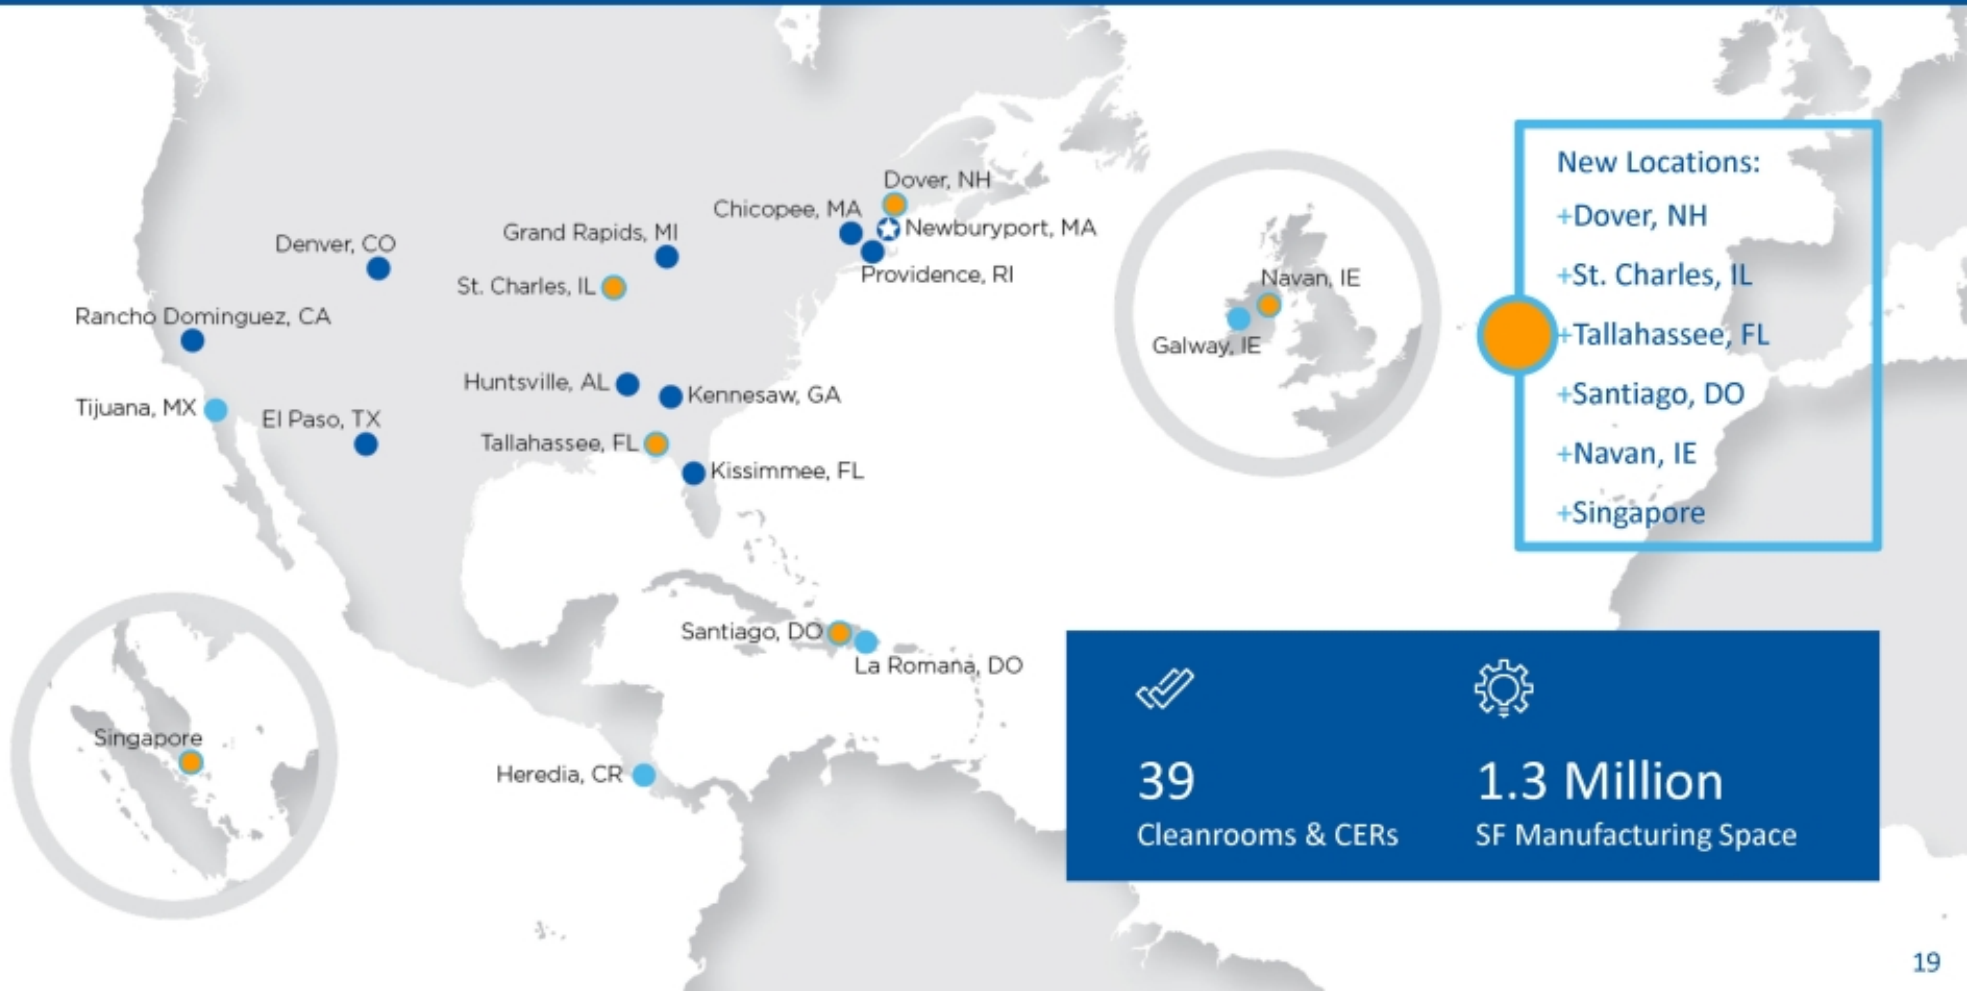 Dover, NH
Chicopee, MA
Newburyport, MA
Grand Rapids, MI
Denver, CO
Providence, RI
St. Charles, IL
Rancho Dominguez, CA
Huntsville, AL
Kennesaw, GA
Tijuana, MX
El Paso, TX
Tallahassee, FL
Kissimmee, FL
Santiago, DO
La Romana, DO
Heredia, CR
Singapore
Navan, IE
Galway, IE
New Locations:
+Dover, NH
+St. Charles, IL
+Tallahassee, FL
+Santiago, DO
+Navan, IE
+Singapore
39
Cleanrooms & CERs
1.3 Million
SF Manufacturing Space
19